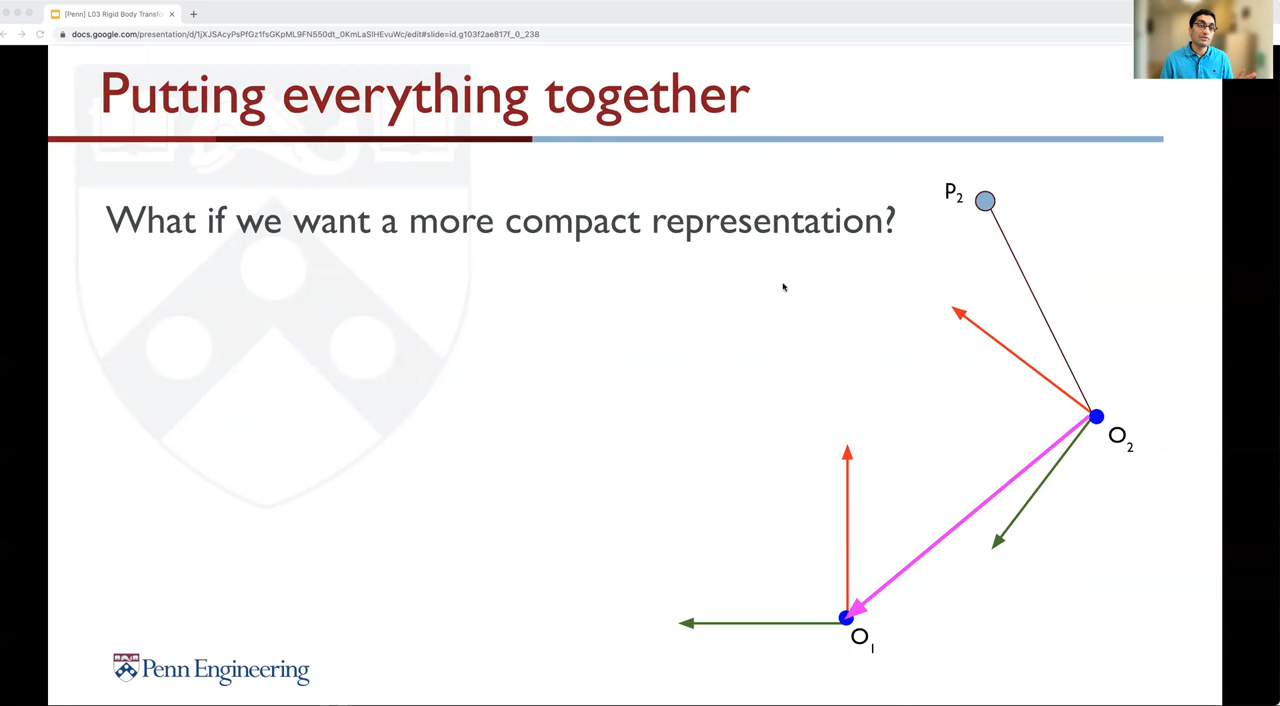 [Penn] L03 Rigid Body Transfo
docs.google.com/presentation/d/1jXJSAcyPsPfGz1fsGKpML9FN550dt_0KmLaSlHEvuWc/edit#slide=id.g103f2ae817f_0_238
Putting everything together
What if we want a more compact representation?
P2
O2
O1
Penn Engineering